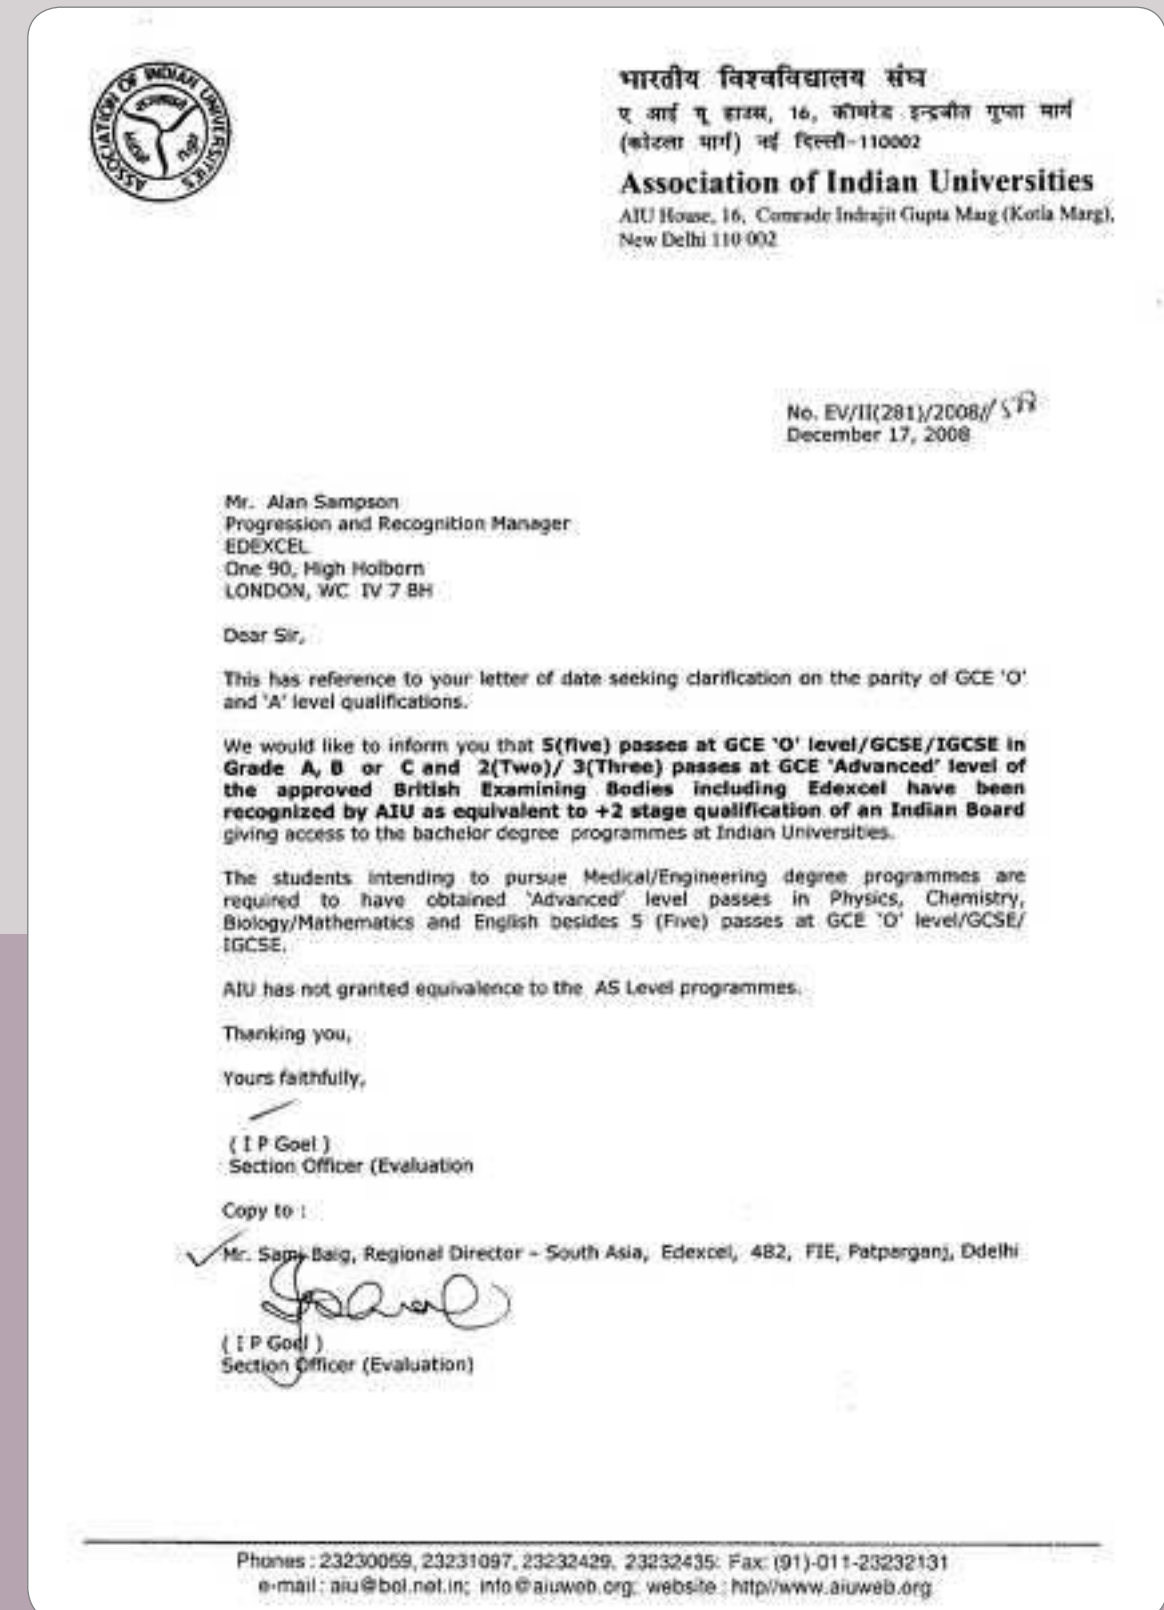 ASSOCIATION OF INDIAN UNIVERSITIES
भारतीय विश्वविद्यालय संघ
ए आई यू हाउस, 16, कॉमरेड इन्द्रजीत गुप्ता मार्ग
(कोटला मार्ग) नई दिल्ली-110002
Association of Indian Universities
AIU House, 16, Comrade Indrajit Gupta Marg (Kotla Marg),
New Delhi 110 002
No. EV/II(281)/2008//
December 17, 2008
Mr. Alan Sampson
Progression and Recognition Manager
EDEXCEL
One 90, High Holborn
LONDON, WC IV 7 BH
Dear Sir,
This has reference to your letter of date seeking clarification on the parity of GCE 'O'
and 'A' level qualifications.
We would like to inform you that 5(five) passes at GCE 'O' level/GCSE/IGCSE in
Grade A, B or C and 2(Two)/ 3(Three) passes at GCE 'Advanced' level of
the approved British Examining Bodies including Edexcel have been
recognized by AIU as equivalent to +2 stage qualification of an Indian Board
giving access to the bachelor degree programmes at Indian Universities.
The students intending to pursue Medical/Engineering degree programmes are
required to have obtained 'Advanced' level passes in Physics, Chemistry,
Biology/Mathematics and English besides 5 (Five) passes at GCE 'O' level/GCSE/
IGCSE.
AIU has not granted equivalence to the AS Level programmes.
Thanking you,
Yours faithfully,
( I P Goel )
Section Officer (Evaluation
Copy to :
Mr. Sami Baig, Regional Director – South Asia, Edexcel, 482, FIE, Patparganj, Ddelhi
( I P Goel )
Section Officer (Evaluation)
Phones : 23230059, 23231097, 23232429, 23232435. Fax: (91)-011-23232131
e-mail : aiu@bol.net.in; info@aiuweb.org; website : http//www.aiuweb.org